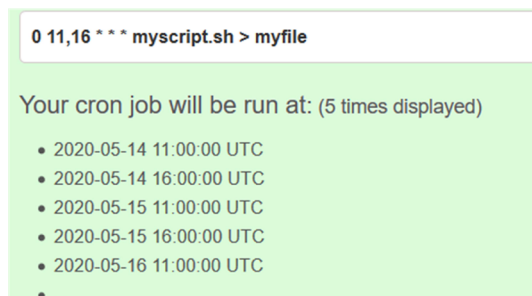 0 11,16 * * * myscript.sh > myfile
Your cron job will be run at: (5 times displayed)
• 2020-05-14 11:00:00 UTC
• 2020-05-14 16:00:00 UTC
• 2020-05-15 11:00:00 UTC
• 2020-05-15 16:00:00 UTC
• 2020-05-16 11:00:00 UTC